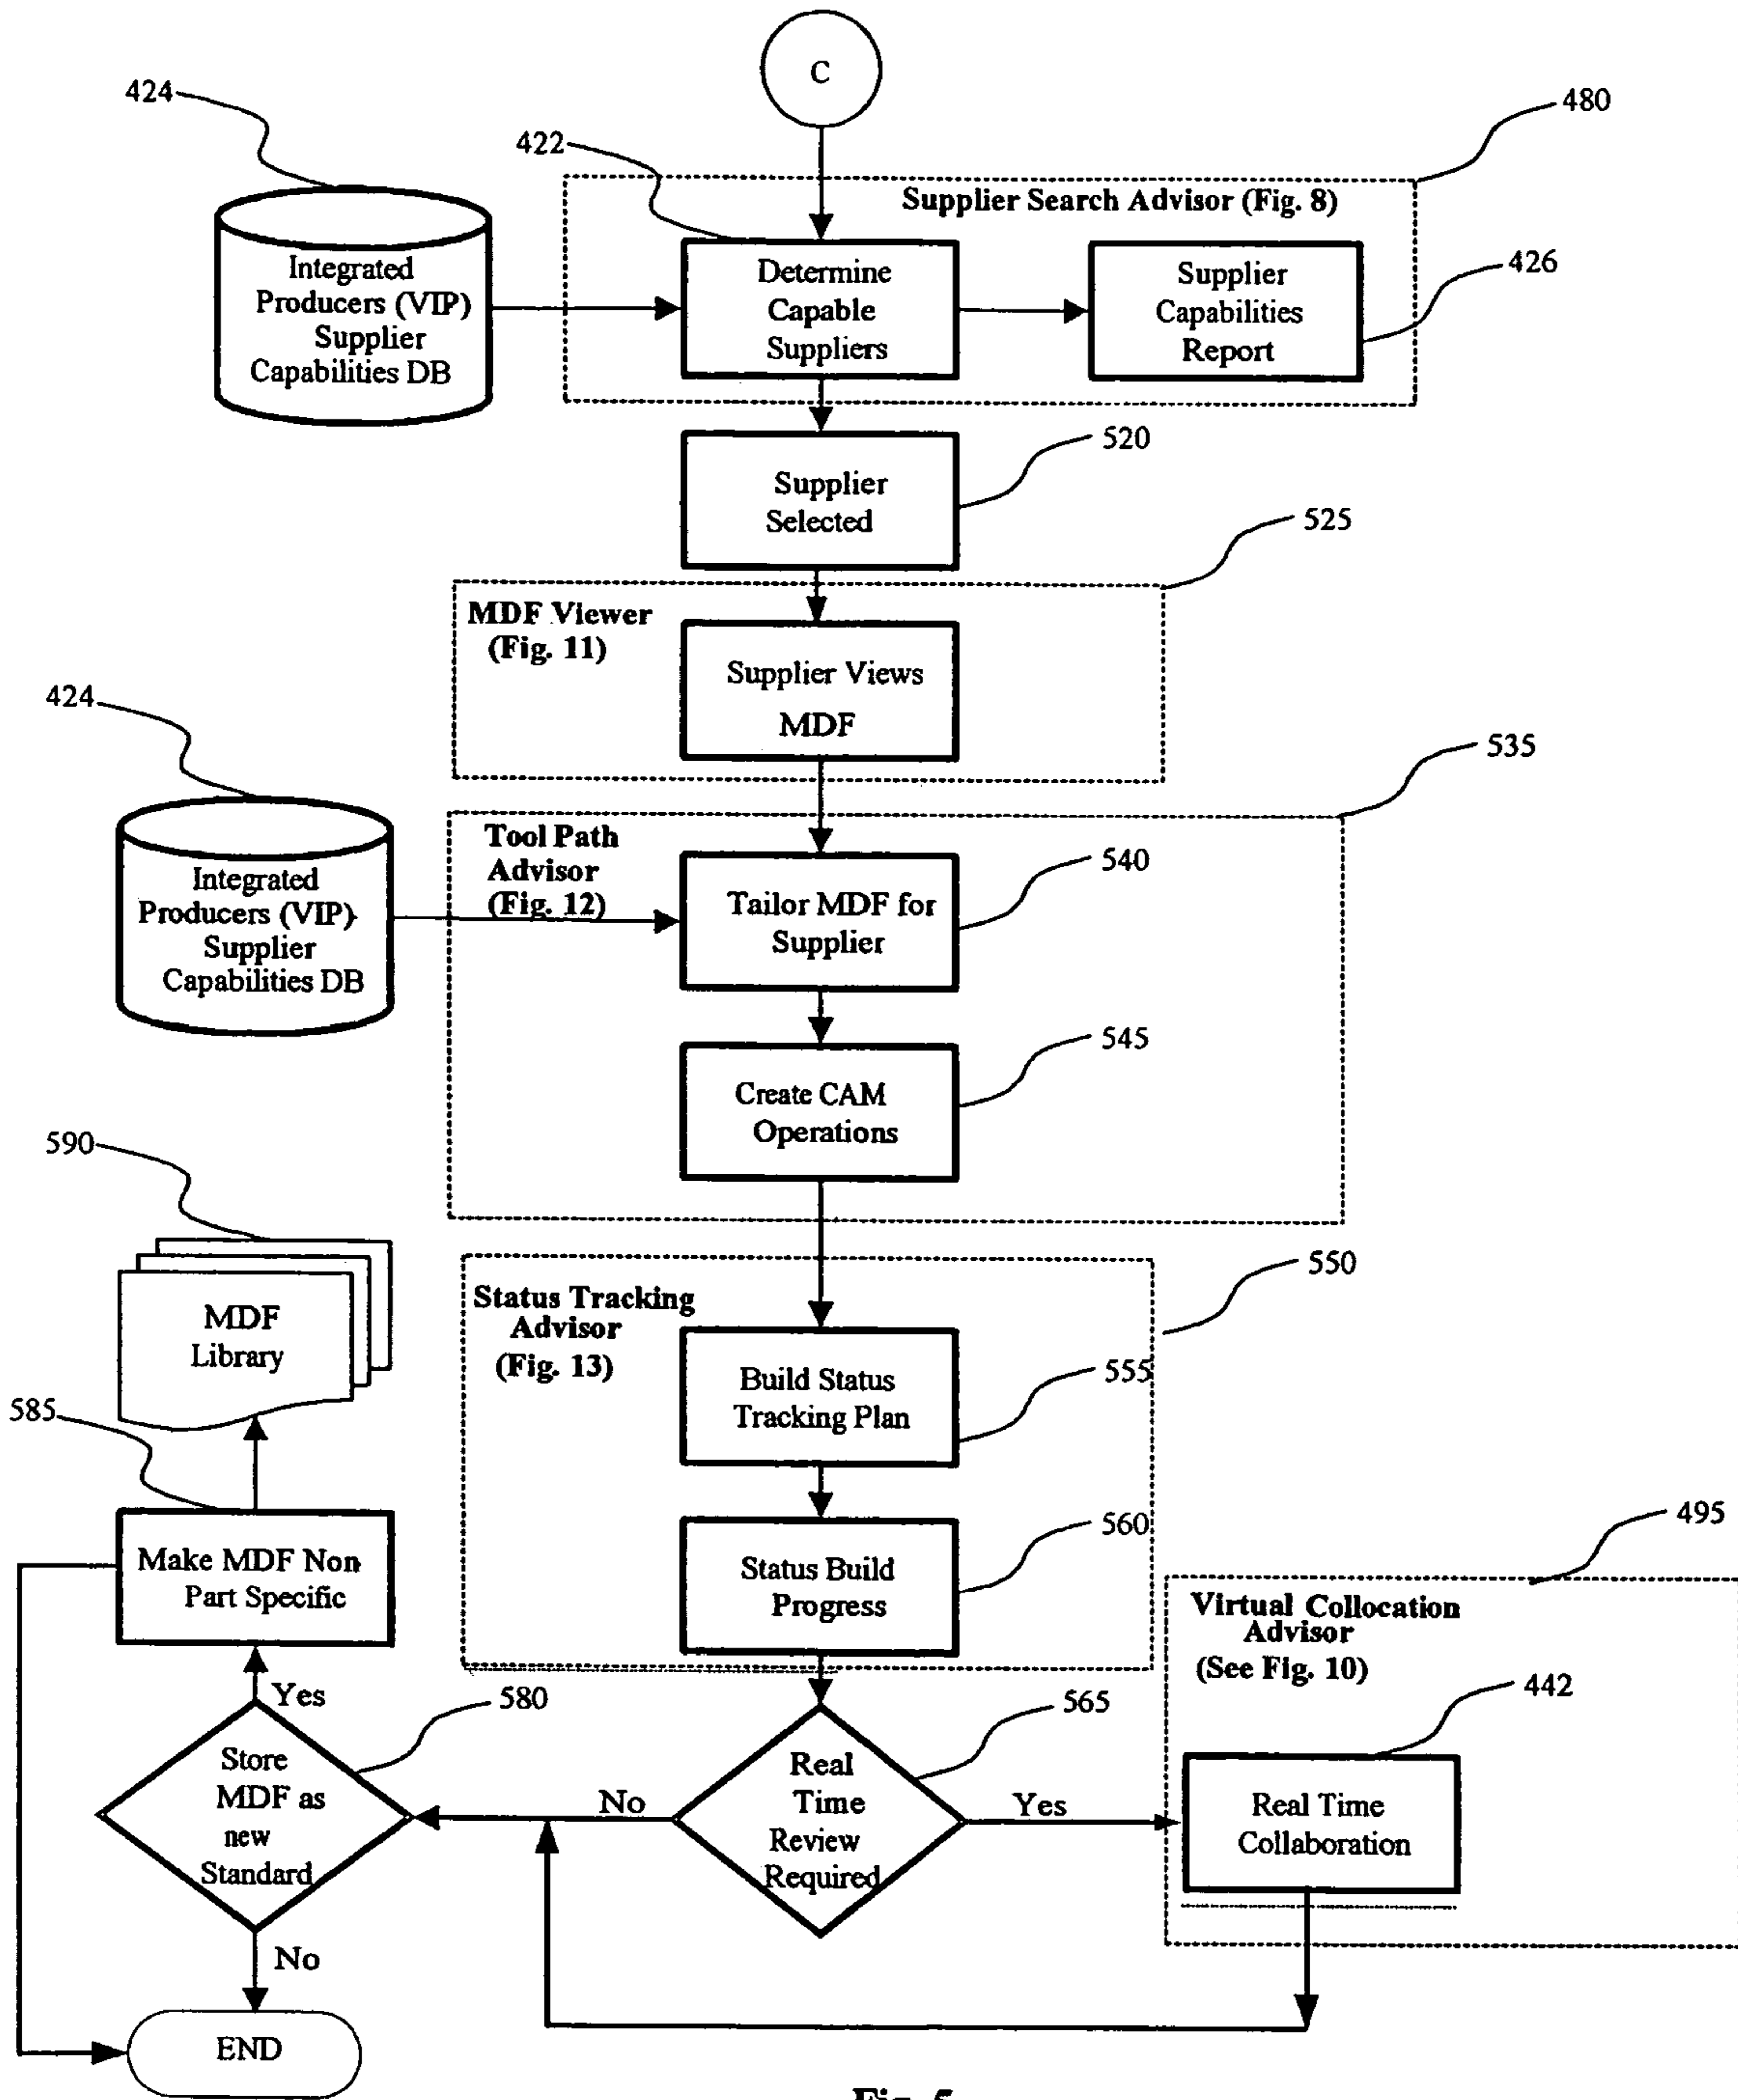 C
424
422
480
Supplier Search Advisor (Fig. 8)
Integrated
Producers (VIP)
Supplier
Capabilities DB
Determine
Capable
Suppliers
Supplier
Capabilities
Report
426
520
Supplier
Selected
525
MDF Viewer
(Fig. 11)
Supplier Views
MDF
424
535
Tool Path
Advisor
(Fig. 12)
Integrated
Producers (VIP)
Supplier
Capabilities DB
Tailor MDF for
Supplier
540
545
Create CAM
Operations
590
MDF
Library
550
Status Tracking
Advisor
(Fig. 13)
Build Status
Tracking Plan
555
585
Make MDF Non
Part Specific
560
Status Build
Progress
495
Virtual Collocation
Advisor
(See Fig. 10)
442
Yes
580
565
Store
MDF as
new
Standard
No
Real
Time
Review
Required
Yes
Real Time
Collaboration
No
END
Fig. 5